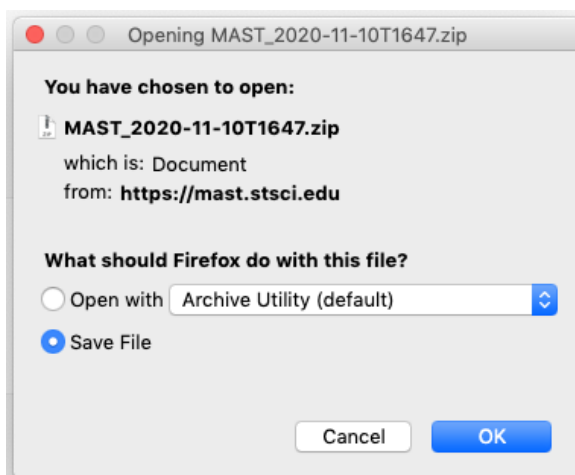 Opening MAST_2020-11-10T1647.zip
You have chosen to open:
MAST_2020-11-10T1647.zip
which is: Document
from: https://mast.stsci.edu
What should Firefox do with this file?
Open with Archive Utility (default)
Save File
Cancel OK